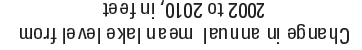 Change in annual mean lake level from
2002 to 2010, in feet